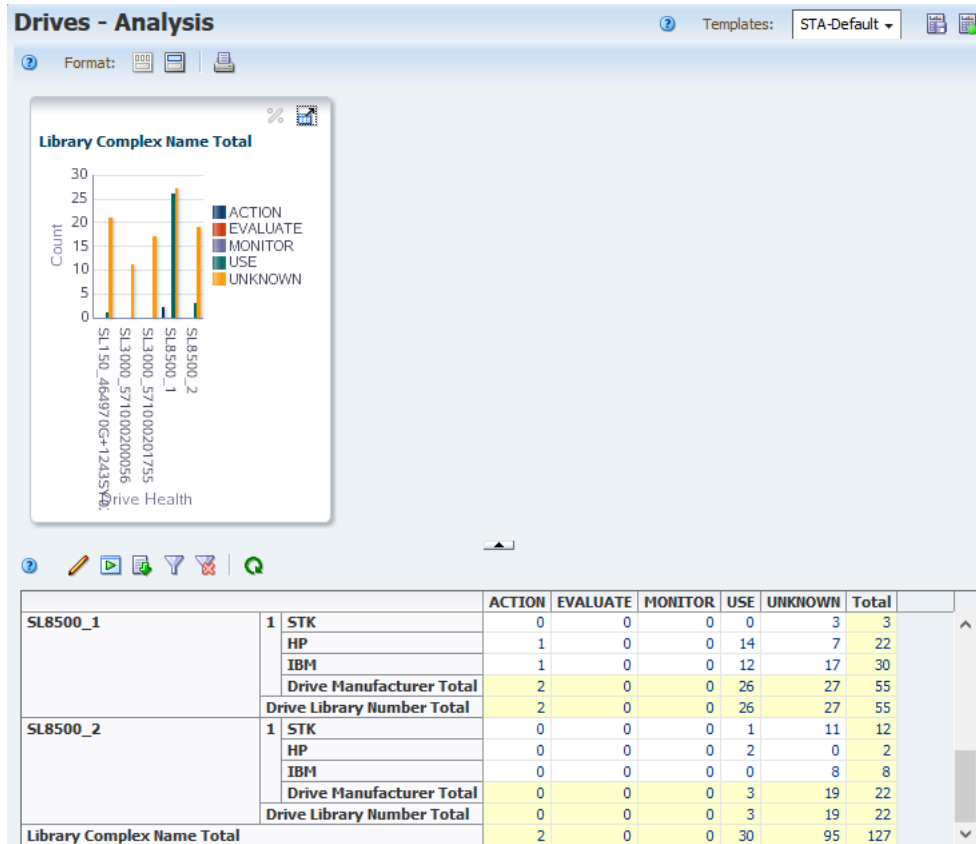 Drives - Analysis
Templates: STA-Default
Format:
Library Complex Name Total
30
25
20
15
10
5
0
Count
ACTION
EVALUATE
MONITOR
USE
UNKNOWN
SL150_464970G+1243SY
SL3000_571000200056
SL3000_571000201755
SL8500_1
SL8500_2
Drive Health
ACTION EVALUATE MONITOR USE UNKNOWN Total
SL8500_1 1 STK 0 0 0 0 3 3
HP 1 0 0 14 7 22
IBM 1 0 0 12 17 30
Drive Manufacturer Total 2 0 0 26 27 55
Drive Library Number Total 2 0 0 26 27 55
SL8500_2 1 STK 0 0 0 1 11 12
HP 0 0 0 2 0 2
IBM 0 0 0 0 8 8
Drive Manufacturer Total 0 0 0 3 19 22
Drive Library Number Total 0 0 0 3 19 22
Library Complex Name Total 2 0 0 30 95 127